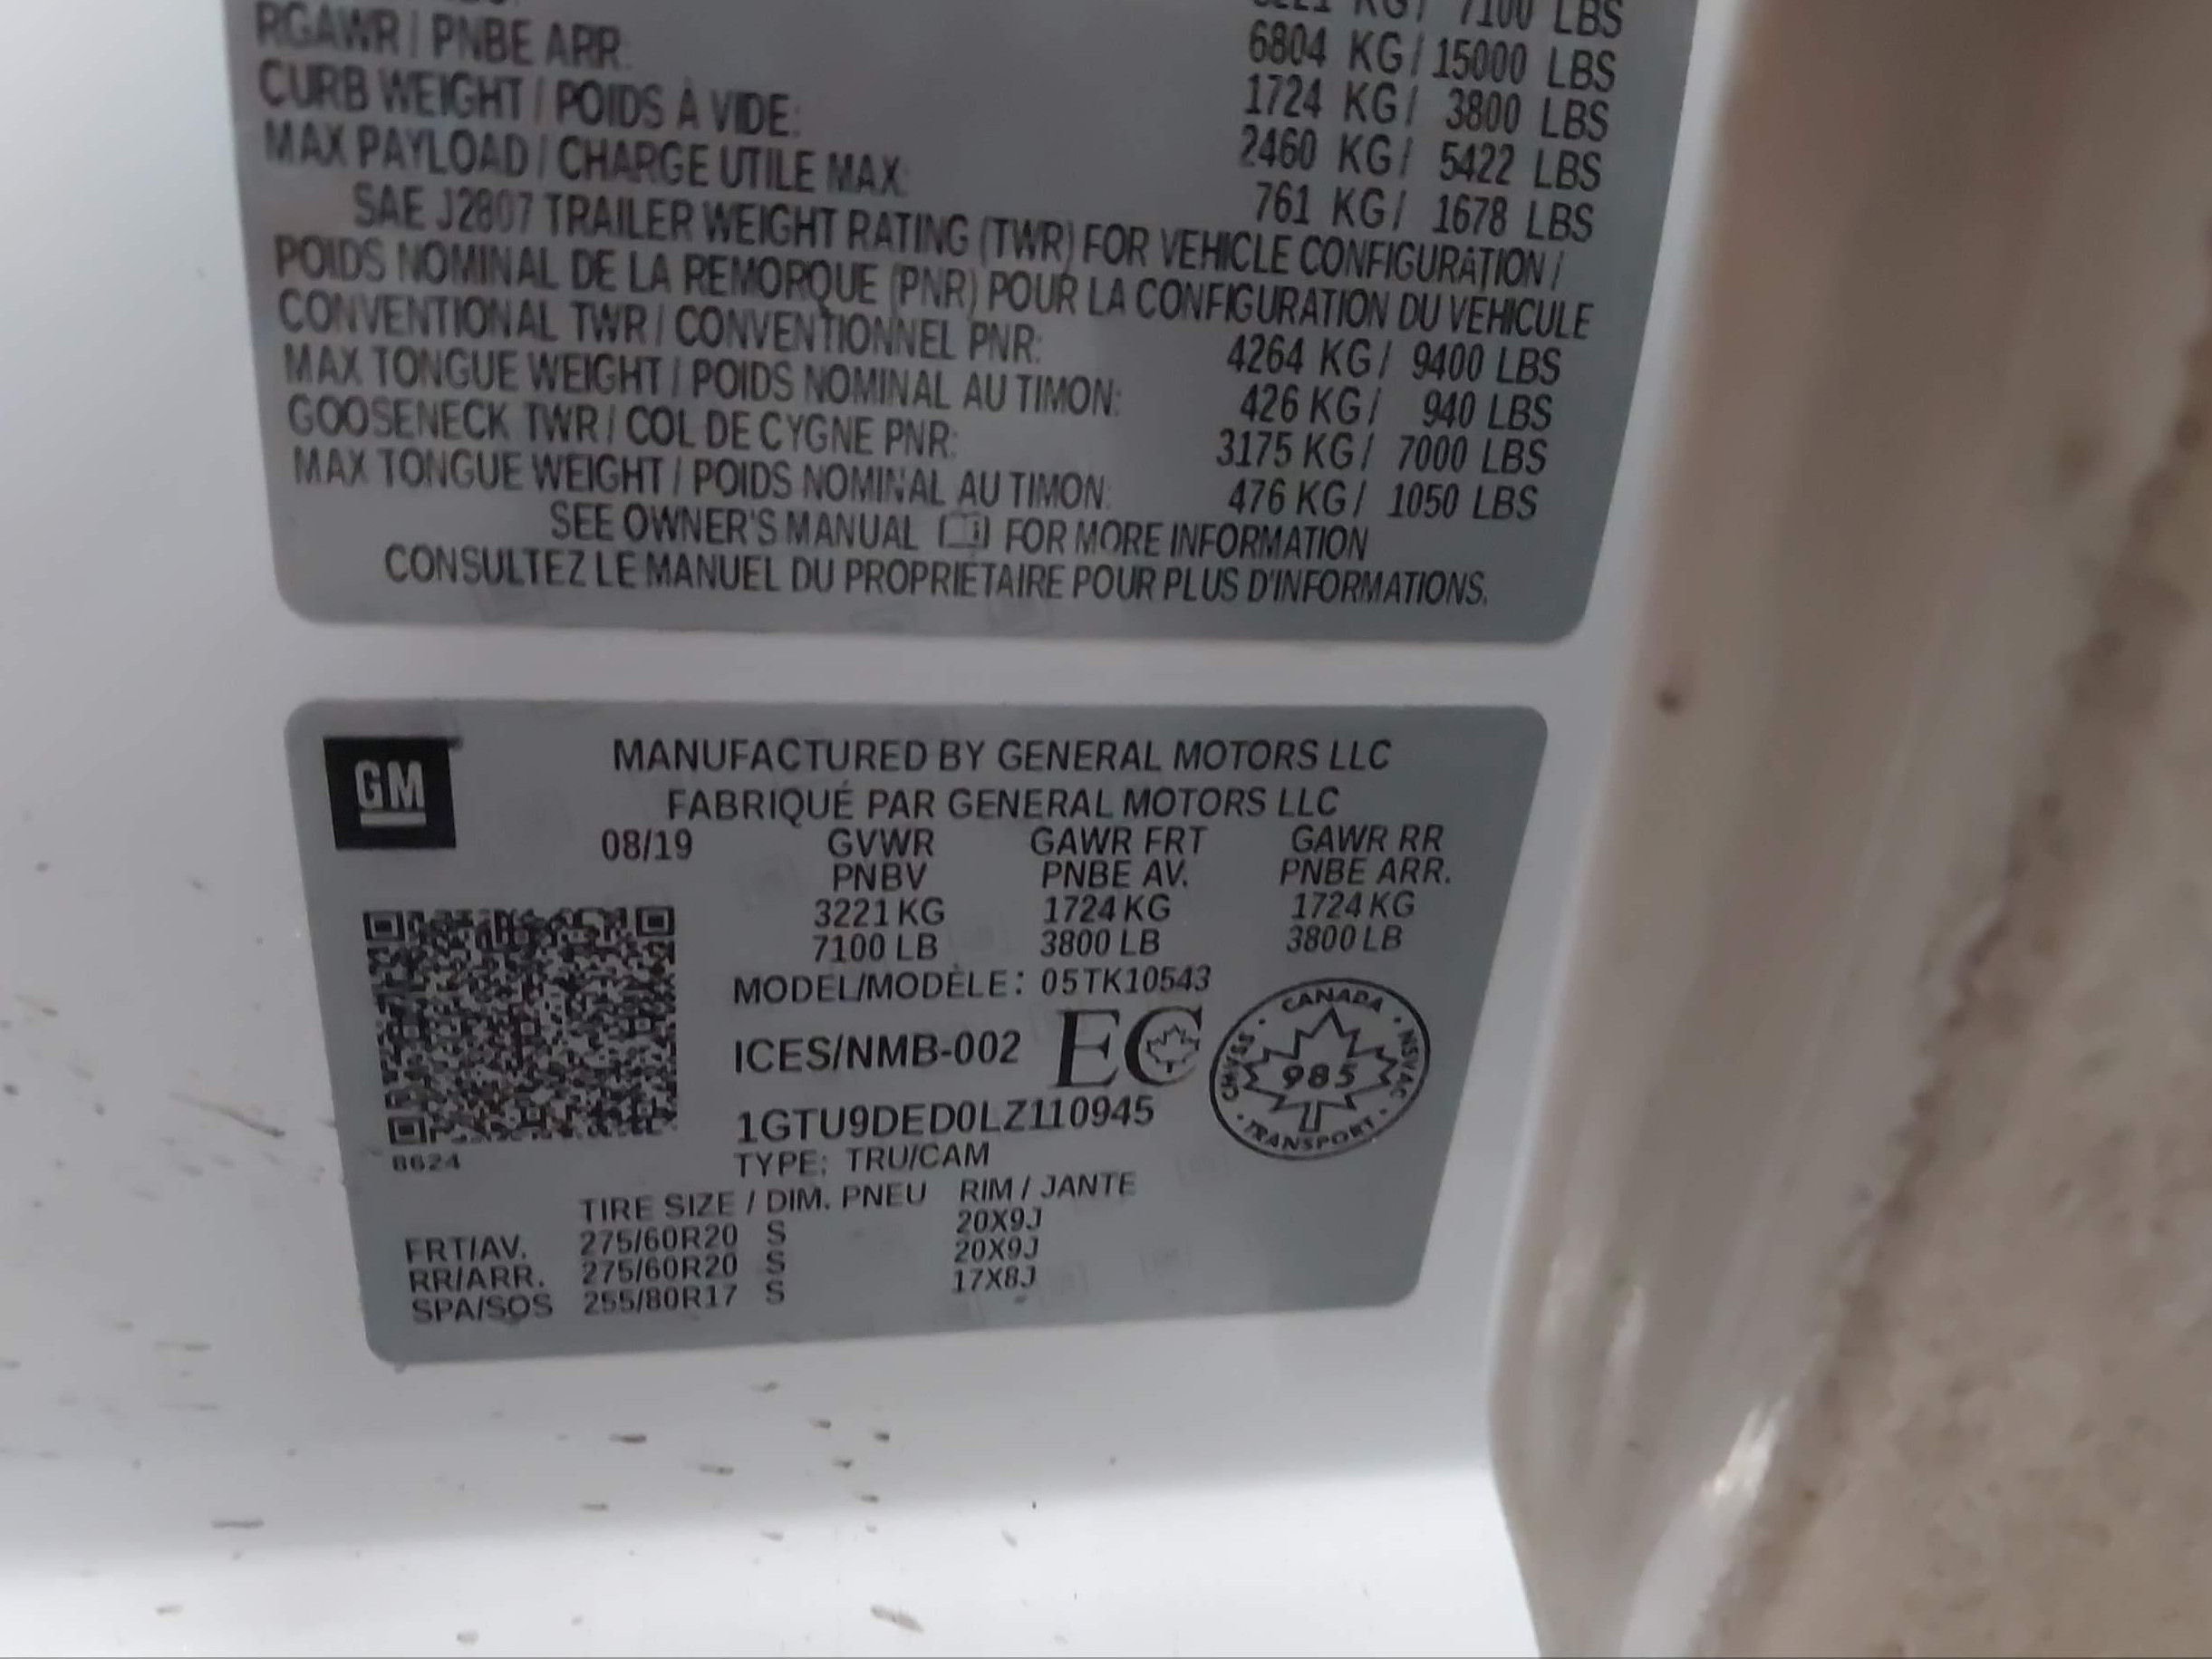 7100 LBS
RGAWR / PNBE ARR. 6804 KG / 15000 LBS
CURB WEIGHT / POIDS À VIDE: 1724 KG / 3800 LBS
MAX PAYLOAD / CHARGE UTILE MAX: 2460 KG / 5422 LBS
761 KG / 1678 LBS
SAE J2807 TRAILER WEIGHT RATING (TWR) FOR VEHICLE CONFIGURATION /
POIDS NOMINAL DE LA REMORQUE (PNR) POUR LA CONFIGURATION DU VÉHICULE
CONVENTIONAL TWR / CONVENTIONNEL PNR: 4264 KG / 9400 LBS
MAX TONGUE WEIGHT / POIDS NOMINAL AU TIMON: 426 KG / 940 LBS
GOOSENECK TWR / COL DE CYGNE PNR: 3175 KG / 7000 LBS
MAX TONGUE WEIGHT / POIDS NOMINAL AU TIMON: 476 KG / 1050 LBS
SEE OWNER'S MANUAL FOR MORE INFORMATION
CONSULTEZ LE MANUEL DU PROPRIÉTAIRE POUR PLUS D'INFORMATIONS.
GM
MANUFACTURED BY GENERAL MOTORS LLC
FABRIQUÉ PAR GENERAL MOTORS LLC
08/19 GVWR GAWR FRT GAWR RR
PNBV PNBE AV. PNBE ARR.
3221 KG 1724 KG 1724 KG
7100 LB 3800 LB 3800 LB
MODEL/MODÈLE: 05TK10543
ICES/NMB-002 EC
CANADA · NSVAC · TRANSPORT · CMVSS ·
985
1GTU9DED0LZ110945
8624
TYPE: TRU/CAM
TIRE SIZE / DIM. PNEU RIM / JANTE
FRT/AV. 275/60R20 S 20X9J
RR/ARR. 275/60R20 S 20X9J
SPA/SOS 255/80R17 S 17X8J